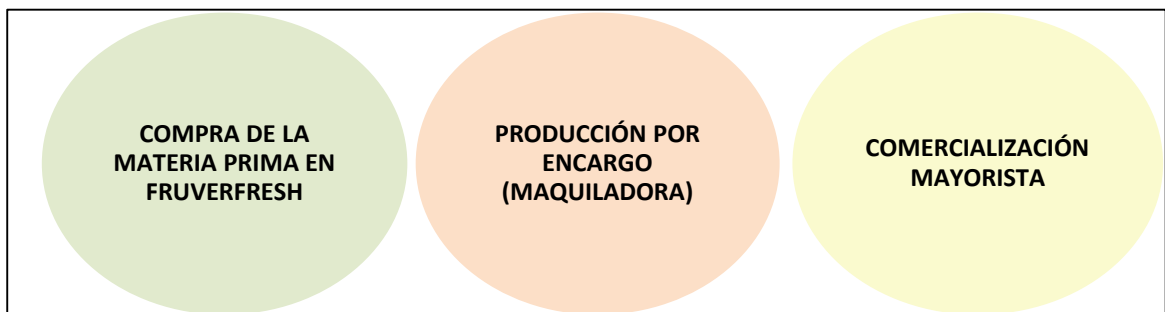 COMPRA DE LA
MATERIA PRIMA EN
FRUVERFRESH
PRODUCCIÓN POR
ENCARGO
(MAQUILADORA)
COMERCIALIZACIÓN
MAYORISTA